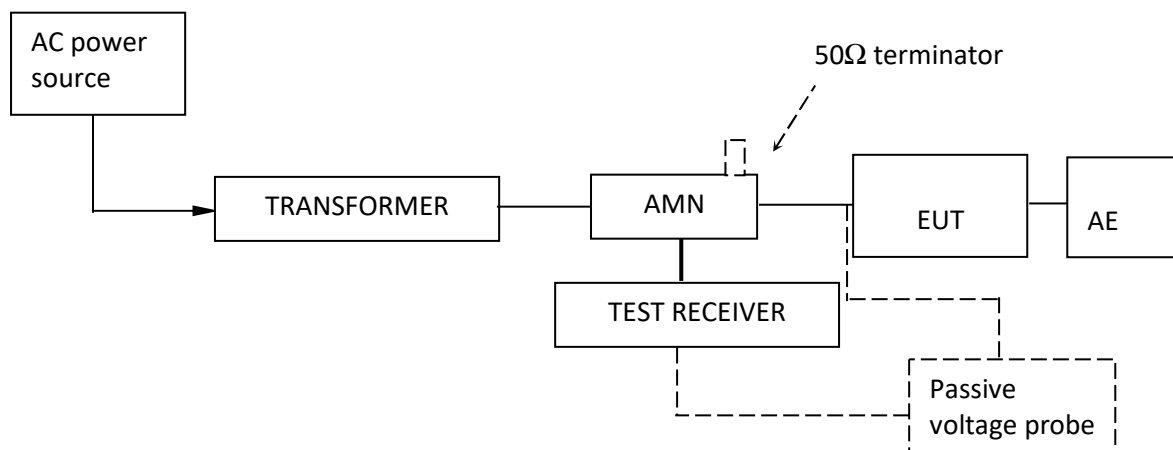 AC power
source
50Ω terminator
TRANSFORMER
AMN
EUT
AE
TEST RECEIVER
Passive
voltage probe